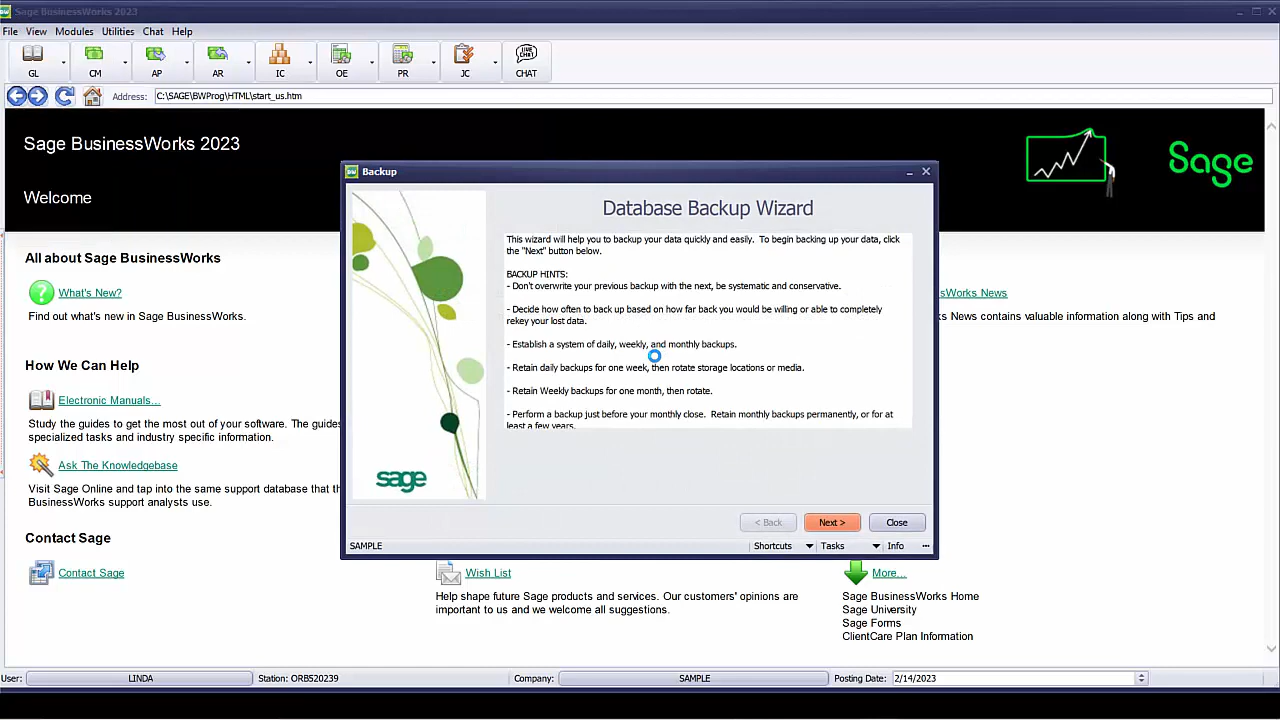 Sage BusinessWorks 2023
File View Modules Utilities Chat Help
GL CM AP AR IC OE PR JC CHAT
LIVE CHAT
Address: C:\SAGE\BWProg\HTML\start_us.htm
Sage BusinessWorks 2023
Welcome
Sage
All about Sage BusinessWorks
What's New?
Find out what's new in Sage BusinessWorks.
How We Can Help
Electronic Manuals...
Study the guides to get the most out of your software. The guides
specialized tasks and industry specific information.
Ask The Knowledgebase
Visit Sage Online and tap into the same support database that th
BusinessWorks support analysts use.
Contact Sage
Contact Sage
BW Backup
Database Backup Wizard
This wizard will help you to backup your data quickly and easily. To begin backing up your data, click
the "Next" button below.
BACKUP HINTS:
- Don't overwrite your previous backup with the next, be systematic and conservative.
- Decide how often to back up based on how far back you would be willing or able to completely
rekey your lost data.
- Establish a system of daily, weekly, and monthly backups.
- Retain daily backups for one week, then rotate storage locations or media.
- Retain Weekly backups for one month, then rotate.
- Perform a backup just before your monthly close. Retain monthly backups permanently, or for at
least a few years.
sage
< Back Next > Close
SAMPLE Shortcuts Tasks Info
sWorks News
ks News contains valuable information along with Tips and
Wish List
Help shape future Sage products and services. Our customers' opinions are
important to us and we welcome all suggestions.
More...
Sage BusinessWorks Home
Sage University
Sage Forms
ClientCare Plan Information
User: LINDA Station: ORB520239 Company: SAMPLE Posting Date: 2/14/2023